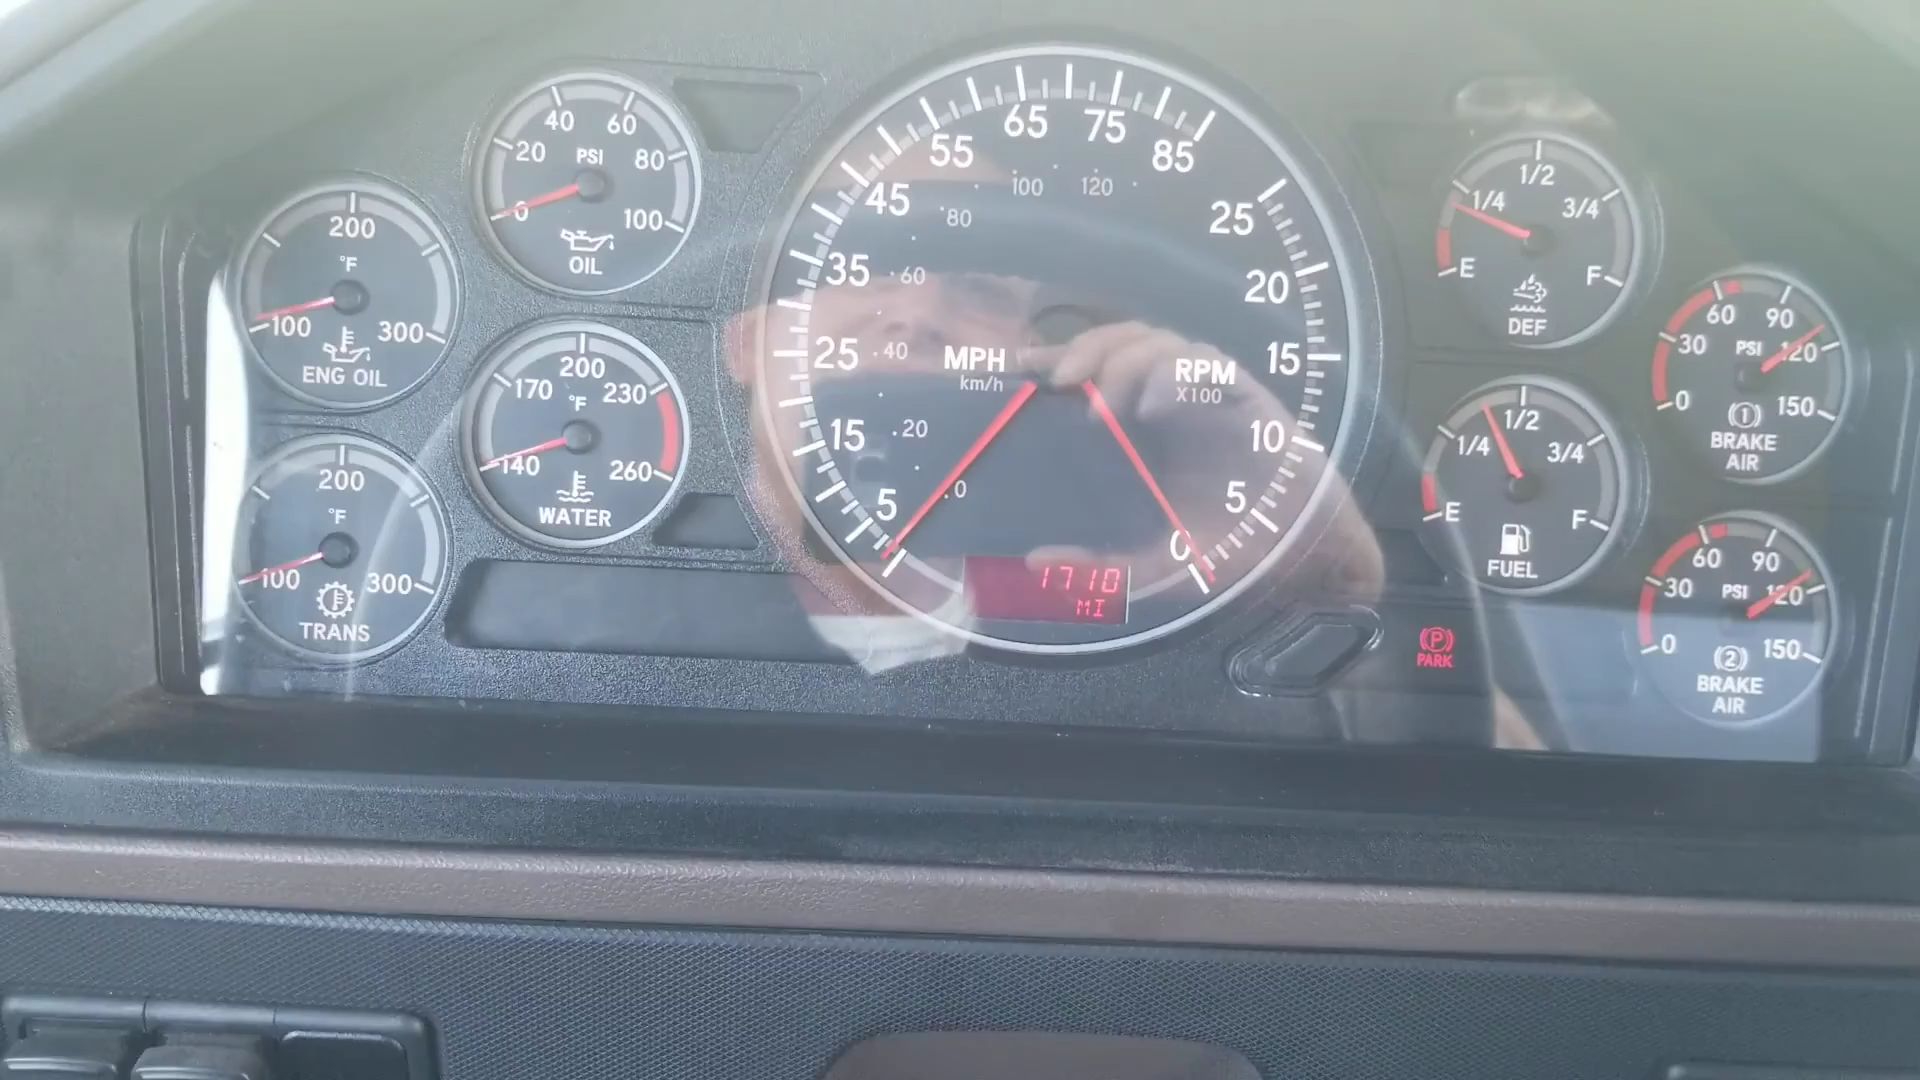 40 60
20 PSI 80
0 100
OIL
200
°F
100 300
ENG OIL
200
170 230
°F
140 260
WATER
200
°F
100 300
TRANS
65 75
55 85
45
35
25
15
5
100 120
80
60
40
20
0
MPH
km/h
RPM
X100
25
20
15
10
5
0
1710
MI
1/2
1/4 3/4
E F
DEF
1/2
1/4 3/4
E F
FUEL
60 90
30 PSI 120
0 150
1
BRAKE
AIR
60 90
30 PSI 120
0 150
2
BRAKE
AIR
P
PARK